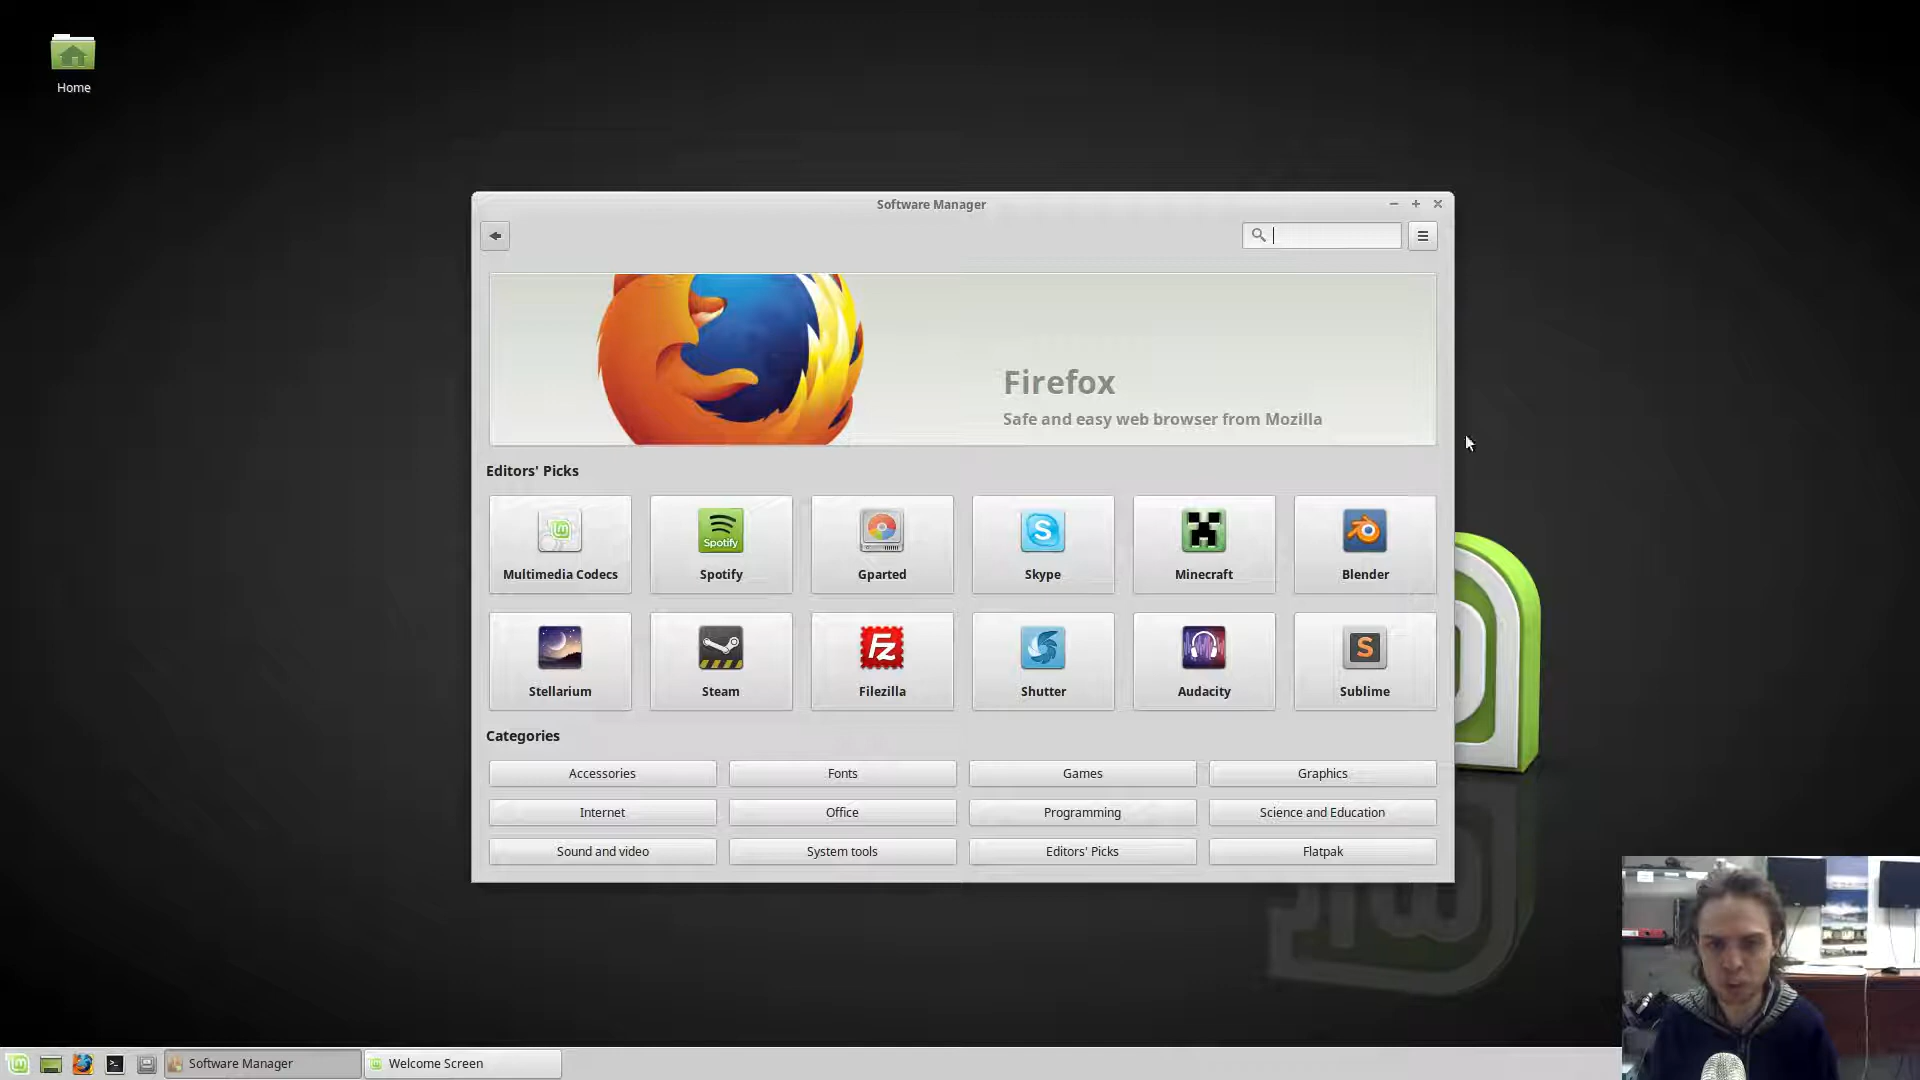 Home
Software Manager
Firefox
Safe and easy web browser from Mozilla
Editors' Picks
Multimedia Codecs
Spotify
Spotify
Gparted
Skype
Minecraft
Blender
Stellarium
Steam
Filezilla
Shutter
Audacity
Sublime
Categories
Accessories
Fonts
Games
Graphics
Internet
Office
Programming
Science and Education
Sound and video
System tools
Editors' Picks
Flatpak
Software Manager
Welcome Screen